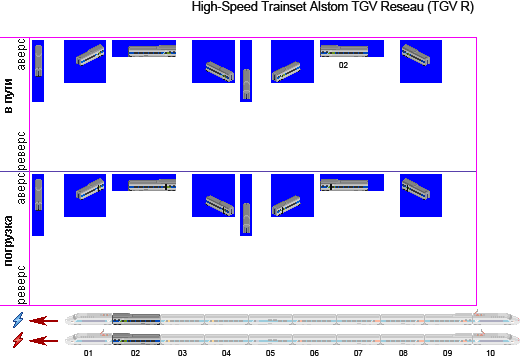 High-Speed Trainset Alstom TGV Reseau (TGV R)
в пути
аверс
реверс
02
погрузка
аверс
реверс
01 02 03 04 05 06 07 08 09 10